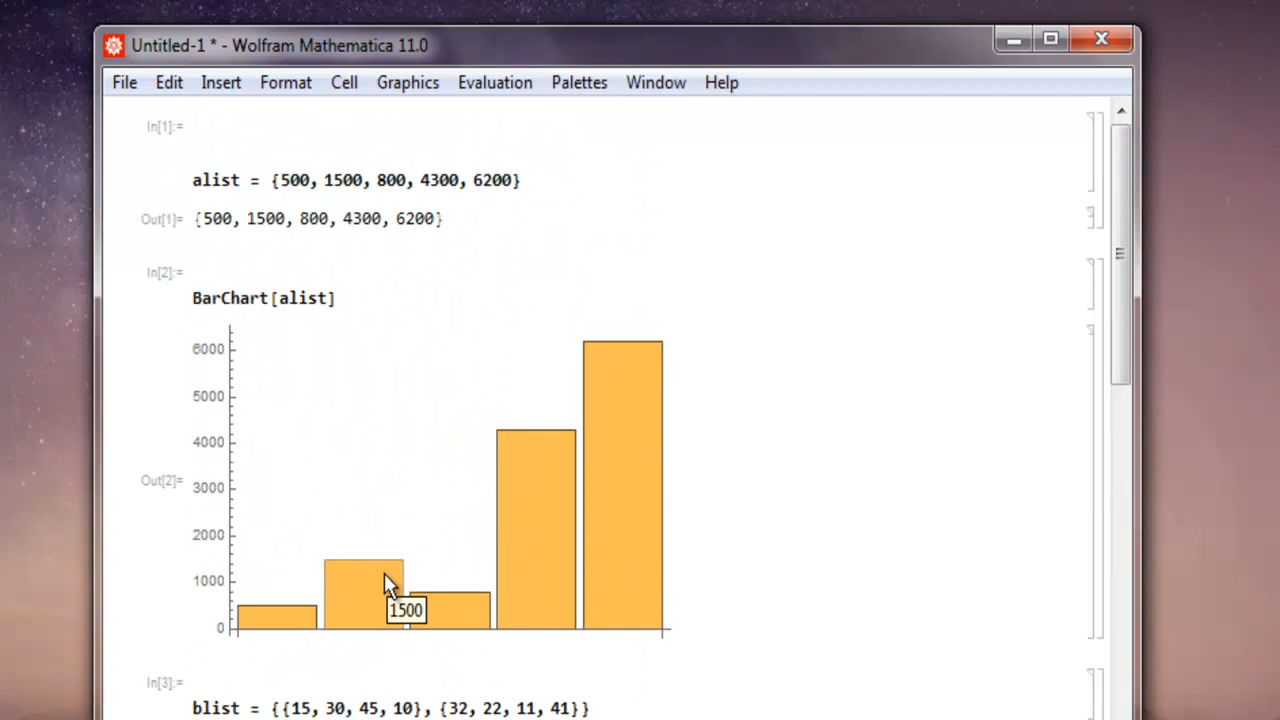 Untitled-1 * - Wolfram Mathematica 11.0
File Edit Insert Format Cell Graphics Evaluation Palettes Window Help
In[1]:=
alist = {500, 1500, 800, 4300, 6200}
Out[1]= {500, 1500, 800, 4300, 6200}
In[2]:=
BarChart[alist]
6000
5000
4000
Out[2]=
3000
2000
1000
1500
0
In[3]:=
blist = {{15, 30, 45, 10}, {32, 22, 11, 41}}